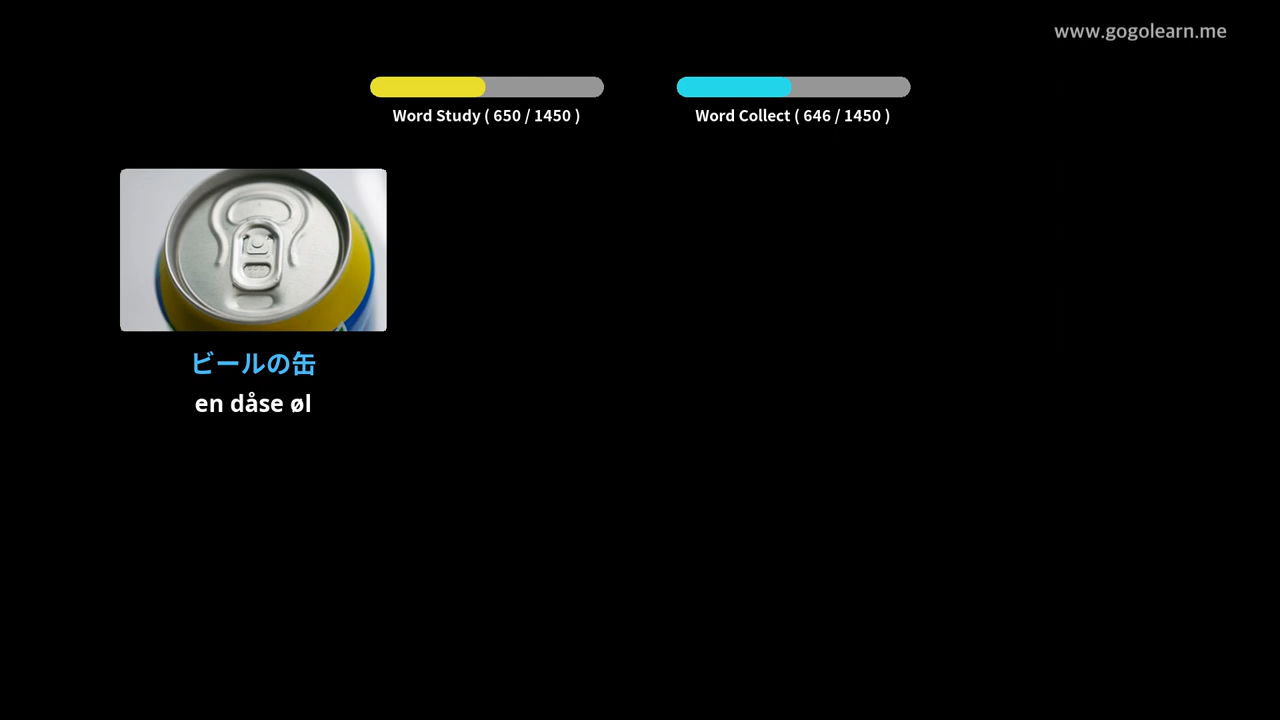 www.gogolearn.me
Word Study ( 650 / 1450 )
Word Collect ( 646 / 1450 )
ビールの缶
en dåse øl